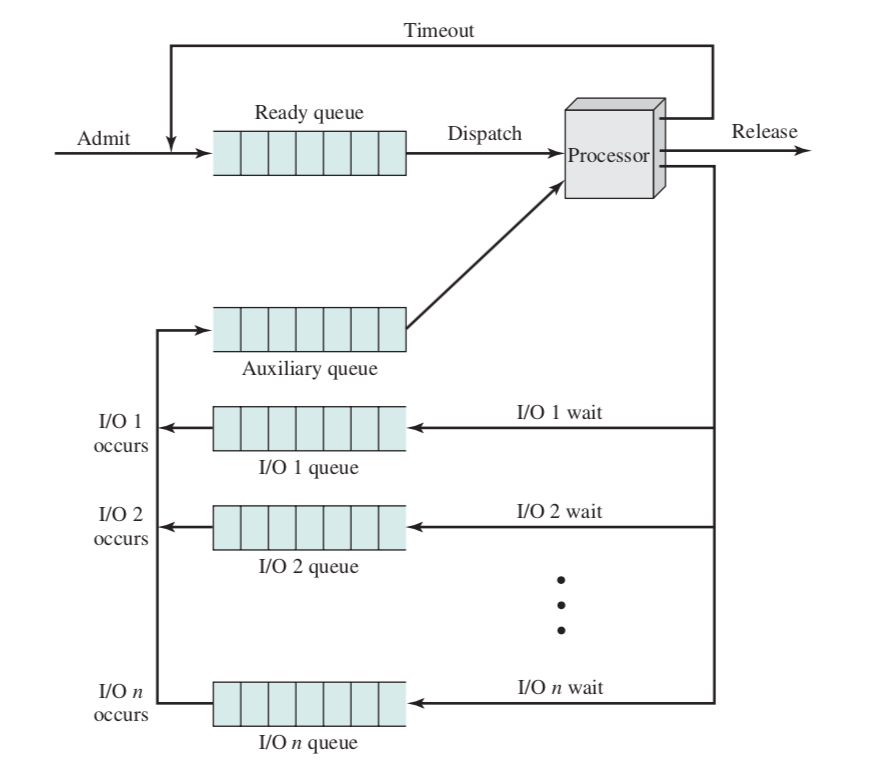 Timeout
Ready queue
Admit
Dispatch
Release
Processor
Auxiliary queue
I/O 1
occurs
I/O 1 wait
I/O 1 queue
I/O 2
occurs
I/O 2 wait
I/O 2 queue
I/O n
occurs
I/O n wait
I/O n queue